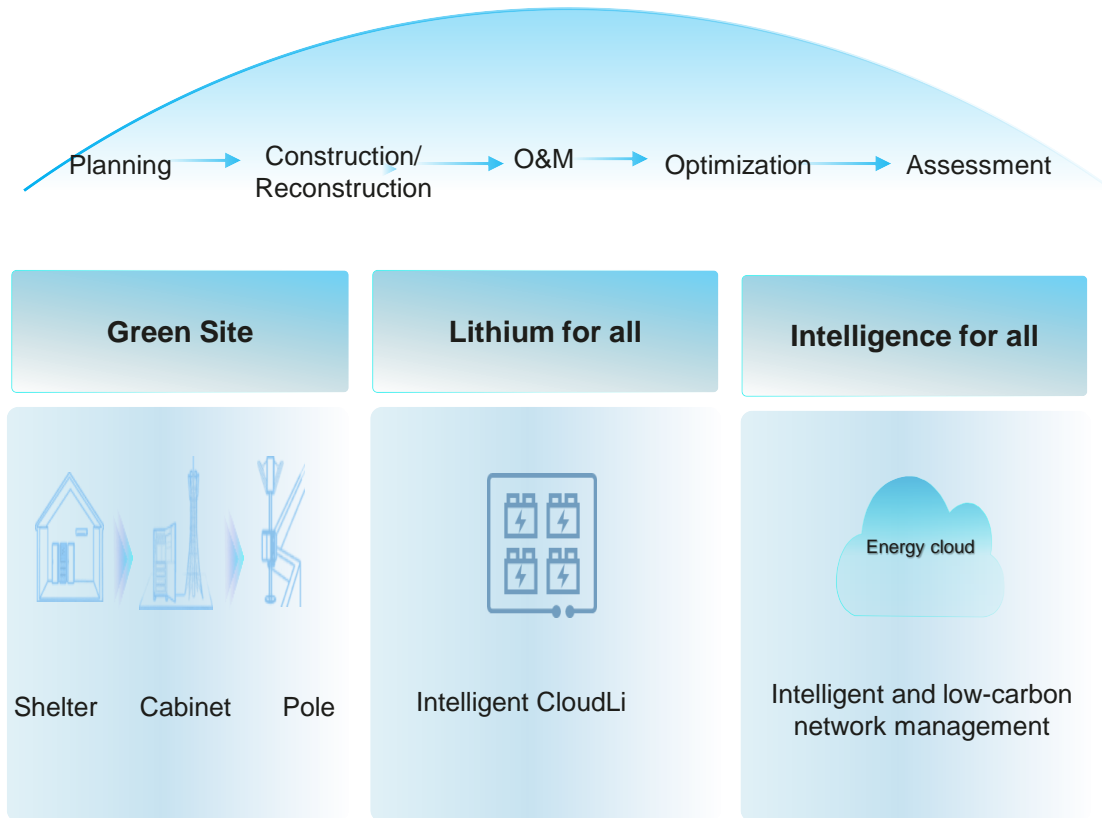 Planning
Construction/
Reconstruction
O&M
Optimization
Assessment
Green Site
Lithium for all
Intelligence for all
Energy cloud
Shelter
Cabinet
Pole
Intelligent CloudLi
Intelligent and low-carbon
network management